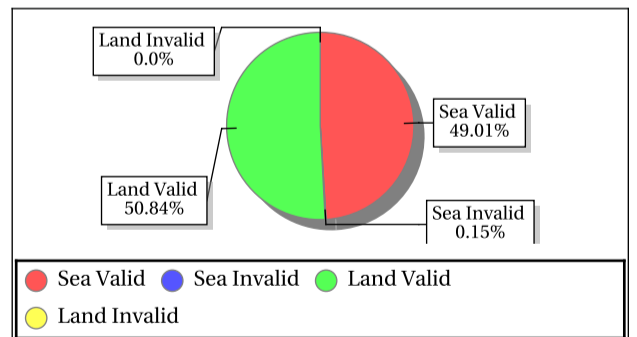 Land Invalid
0.0%
Sea Valid
49.01%
Land Valid
50.84%
Sea Invalid
0.15%
Sea Valid
Sea Invalid
Land Valid
Land Invalid